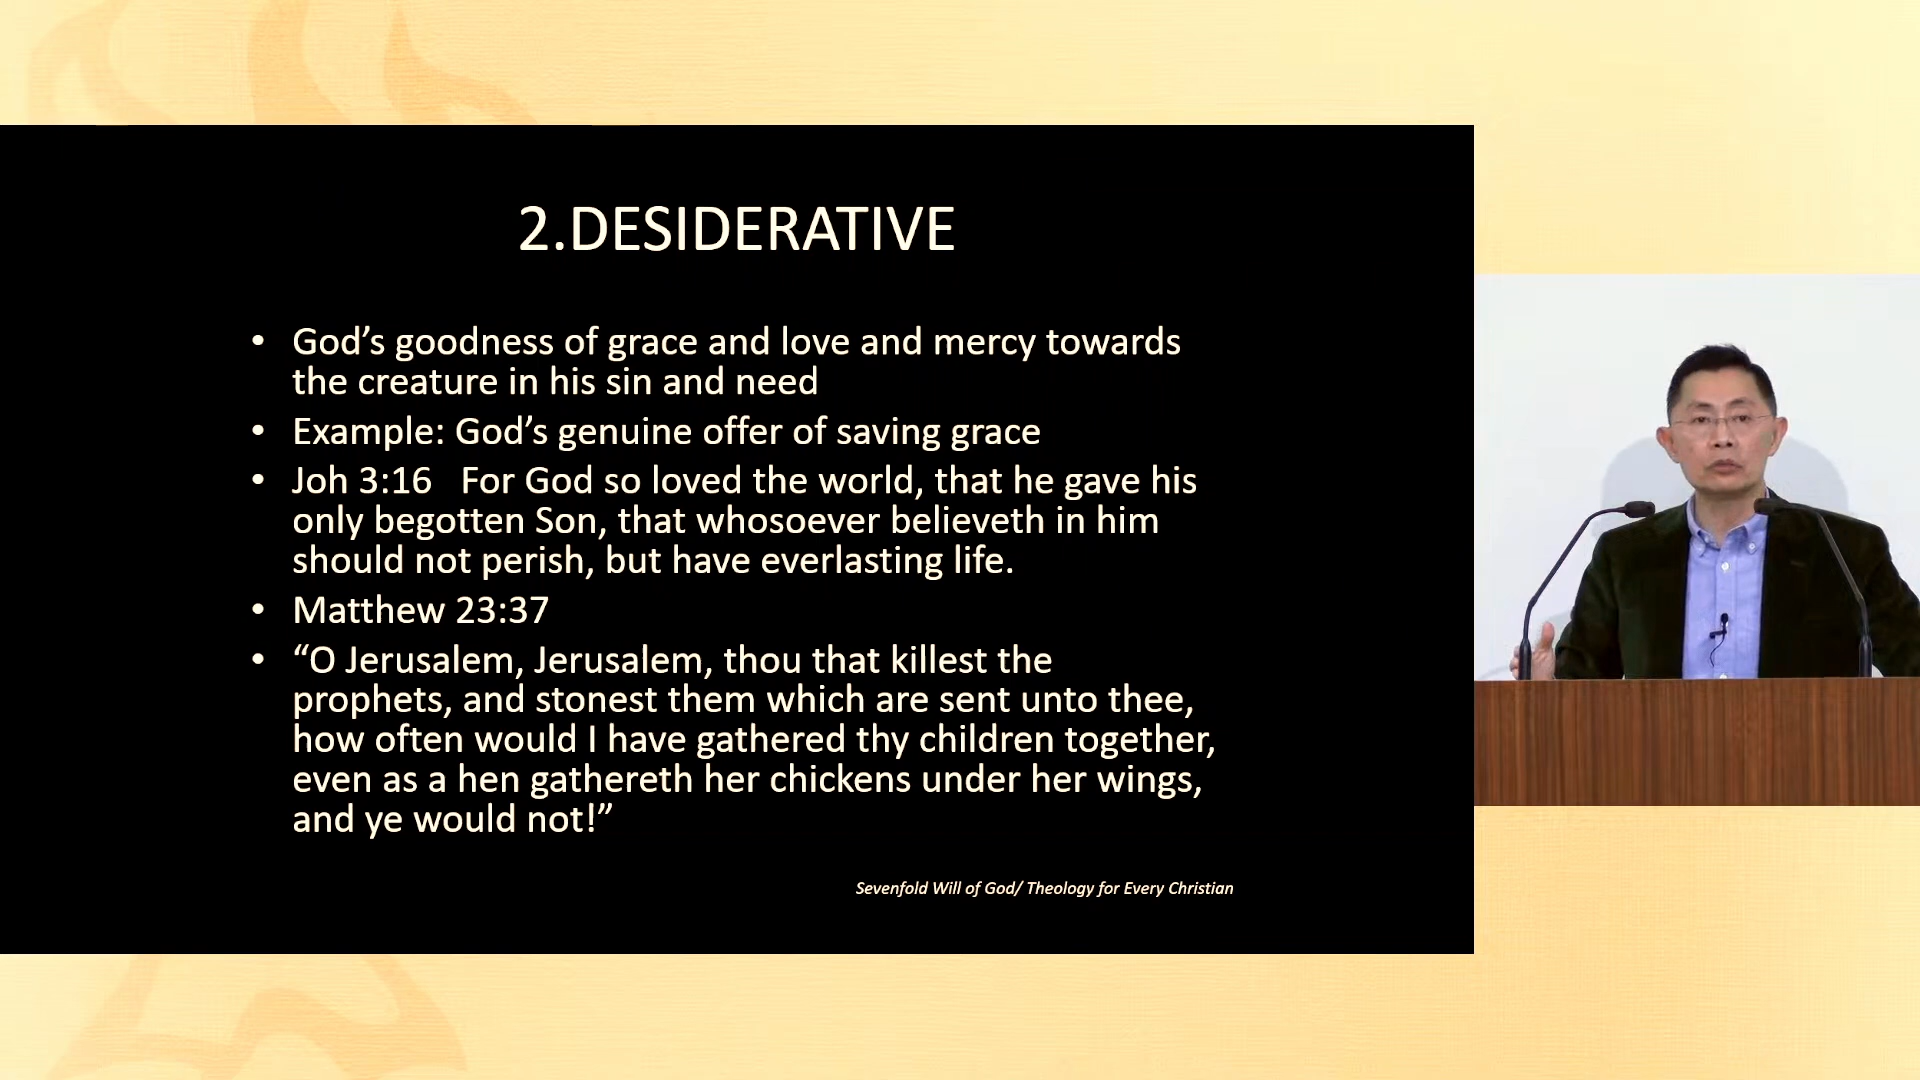 2.DESIDERATIVE
• God’s goodness of grace and love and mercy towards
the creature in his sin and need
• Example: God’s genuine offer of saving grace
• Joh 3:16   For God so loved the world, that he gave his
only begotten Son, that whosoever believeth in him
should not perish, but have everlasting life.
• Matthew 23:37
• “O Jerusalem, Jerusalem, thou that killest the
prophets, and stonest them which are sent unto thee,
how often would I have gathered thy children together,
even as a hen gathereth her chickens under her wings,
and ye would not!”
Sevenfold Will of God/ Theology for Every Christian